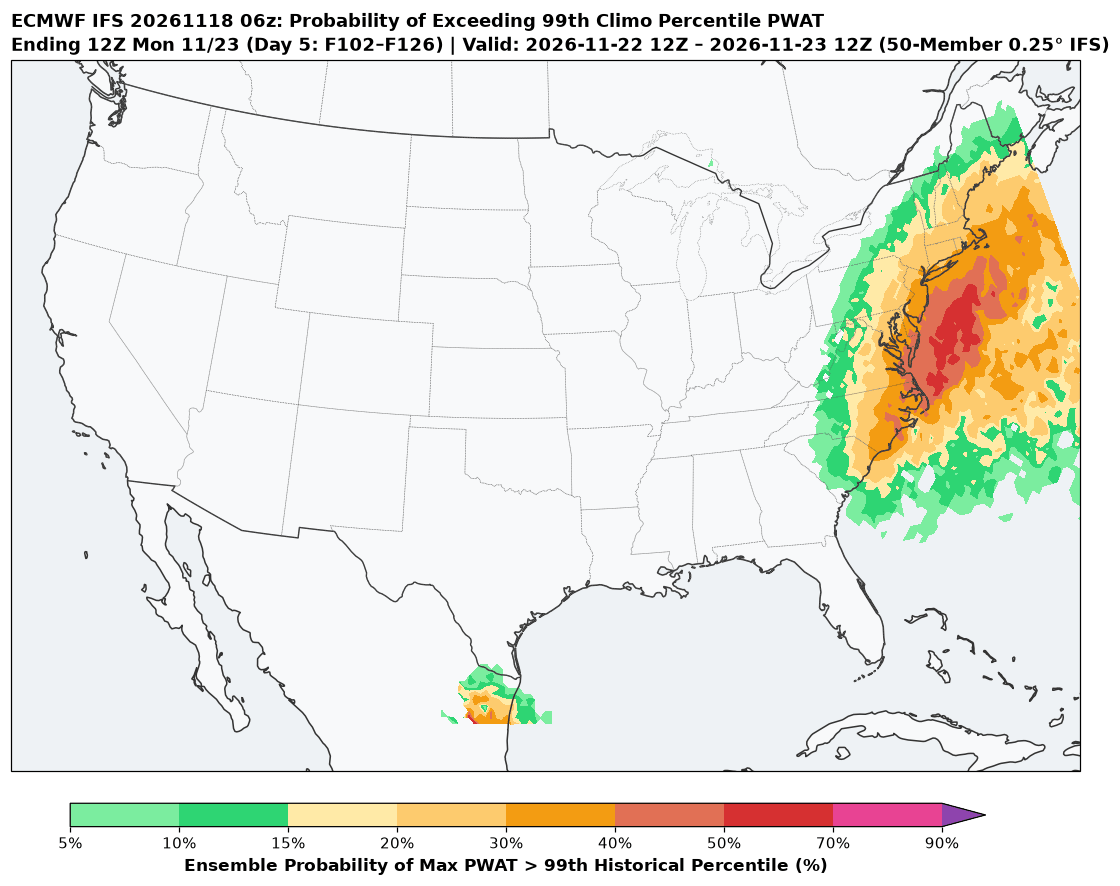 ECMWF IFS 20261118 06z: Probability of Exceeding 99th Climo Percentile PWAT
Ending 12Z Mon 11/23 (Day 5: F102–F126) | Valid: 2026-11-22 12Z – 2026-11-23 12Z (50-Member 0.25° IFS)
5% 10% 15% 20% 30% 40% 50% 70% 90%
Ensemble Probability of Max PWAT > 99th Historical Percentile (%)